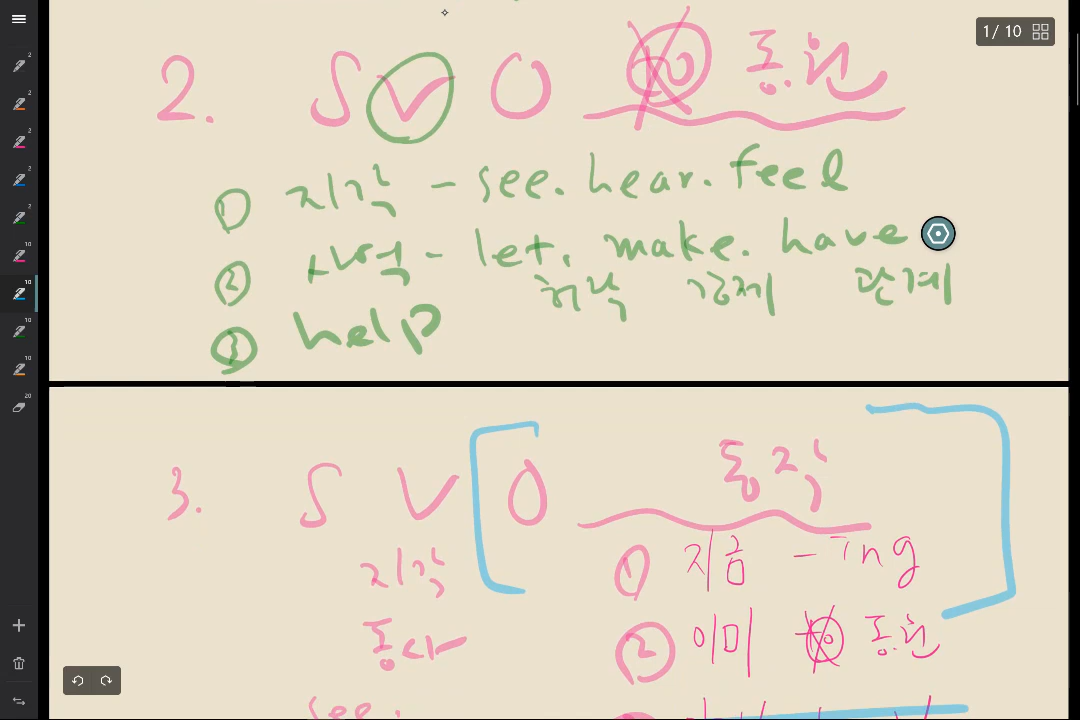 1 / 10
2. S V O to 동.원
① 지각 - see. hear. feel
② 사역 - let. make. have
허락 강제 관계
③ help
3. S V O 동작
지각 ① 지금 - ing
동사 ② 이미 to 동.원
see.